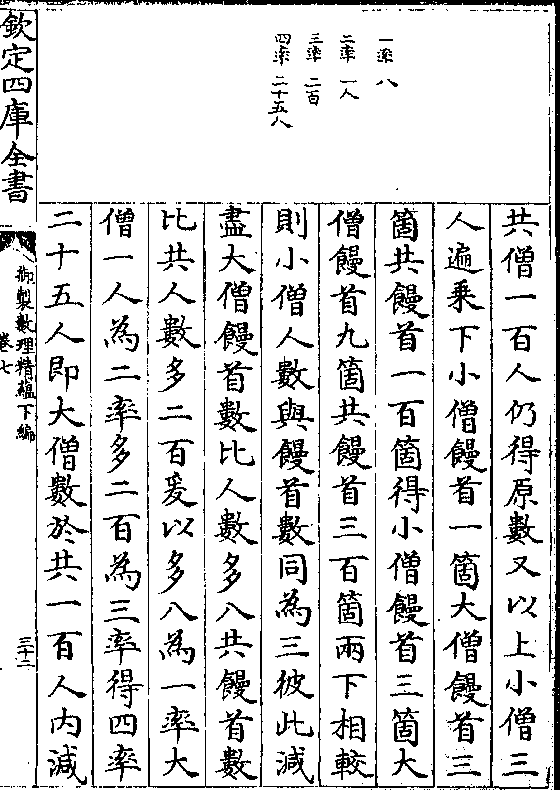 一率 八
二率 一人
三率 二百
四率 二十五人
共僧一百人仍得原數又以上小僧三
人遍乗下小僧饅首一箇大僧饅首三
箇共饅首一百箇得小僧饅首三箇大
僧饅首九箇共饅首三百箇兩下相較
則小僧人數與饅首數同為三彼此減
盡大僧饅首數比人數多八共饅首數
比共人數多二百爰以多八為一率大
僧一人為二率多二百為三率得四率
二十五人即大僧數於共一百人内減
欽定四庫全書
御製數理精蘊下編
卷七
三十二